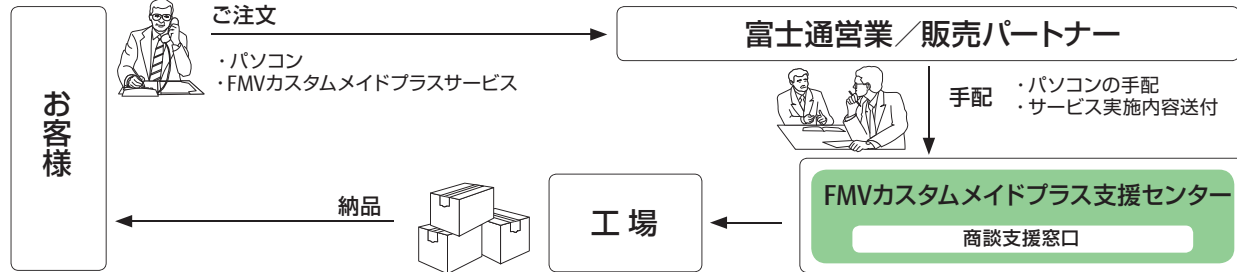 ご注文
・パソコン
・FMVカスタムメイドプラスサービス
富士通営業／販売パートナー
お客様
手配
・パソコンの手配
・サービス実施内容送付
FMVカスタムメイドプラス支援センター
商談支援窓口
工場
納品